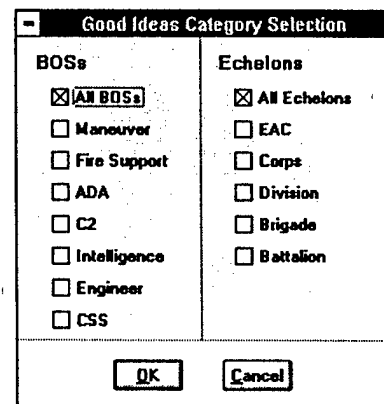 Good Ideas Category Selection
BOSs
All BOSs
Maneuver
Fire Support
ADA
C2
Intelligence
Engineer
CSS
Echelons
All Echelons
EAC
Corps
Division
Brigade
Battalion
OK
Cancel